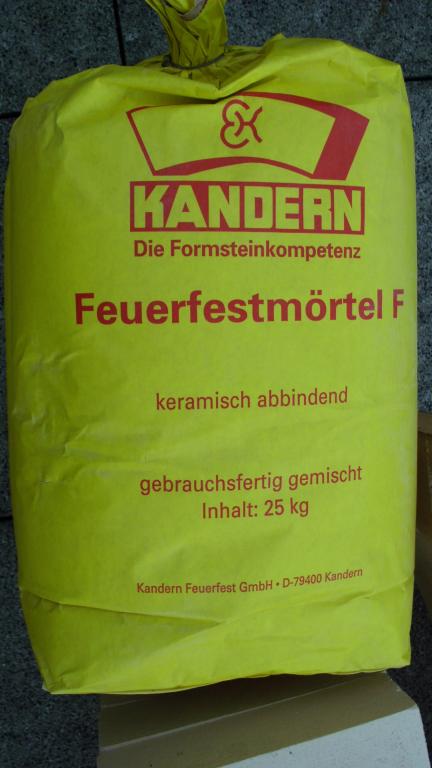 KANDERN
Die Formsteinkompetenz
Feuerfestmörtel F
keramisch abbindend
gebrauchsfertig gemischt
Inhalt: 25 kg
Kandern Feuerfest GmbH • D-79400 Kandern